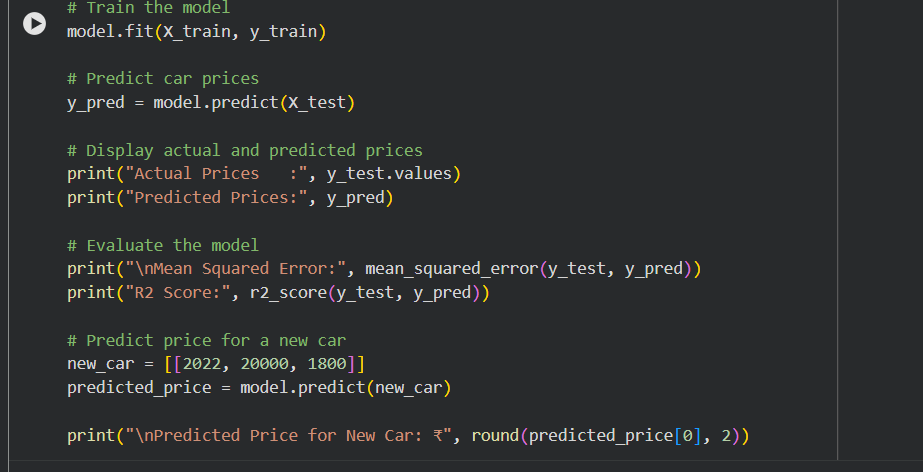 # Train the model
model.fit(X_train, y_train)
# Predict car prices
y_pred = model.predict(X_test)
# Display actual and predicted prices
print("Actual Prices   :", y_test.values)
print("Predicted Prices:", y_pred)
# Evaluate the model
print("\nMean Squared Error:", mean_squared_error(y_test, y_pred))
print("R2 Score:", r2_score(y_test, y_pred))
# Predict price for a new car
new_car = [[2022, 20000, 1800]]
predicted_price = model.predict(new_car)
print("\nPredicted Price for New Car: ₹", round(predicted_price[0], 2))